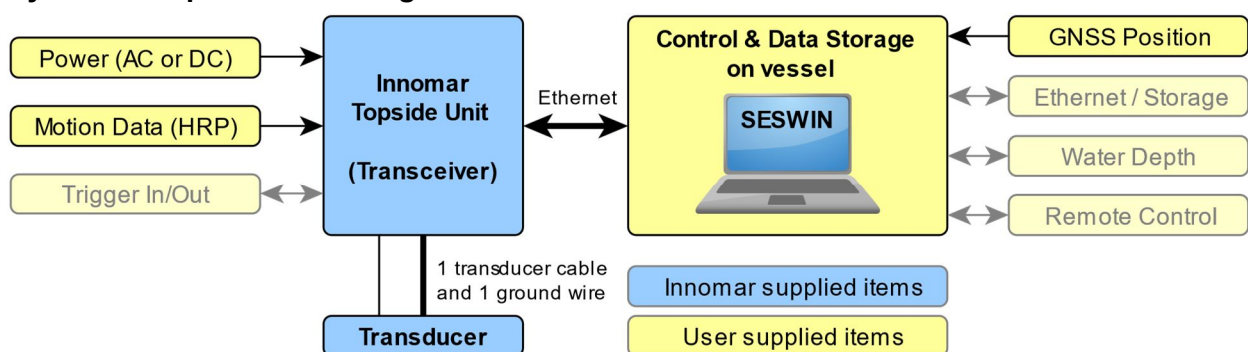 Power (AC or DC)
Motion Data (HRP)
Trigger In/Out
Innomar
Topside Unit
(Transceiver)
Ethernet
Control & Data Storage
on vessel
SESWIN
GNSS Position
Ethernet / Storage
Water Depth
Remote Control
1 transducer cable
and 1 ground wire
Transducer
Innomar supplied items
User supplied items